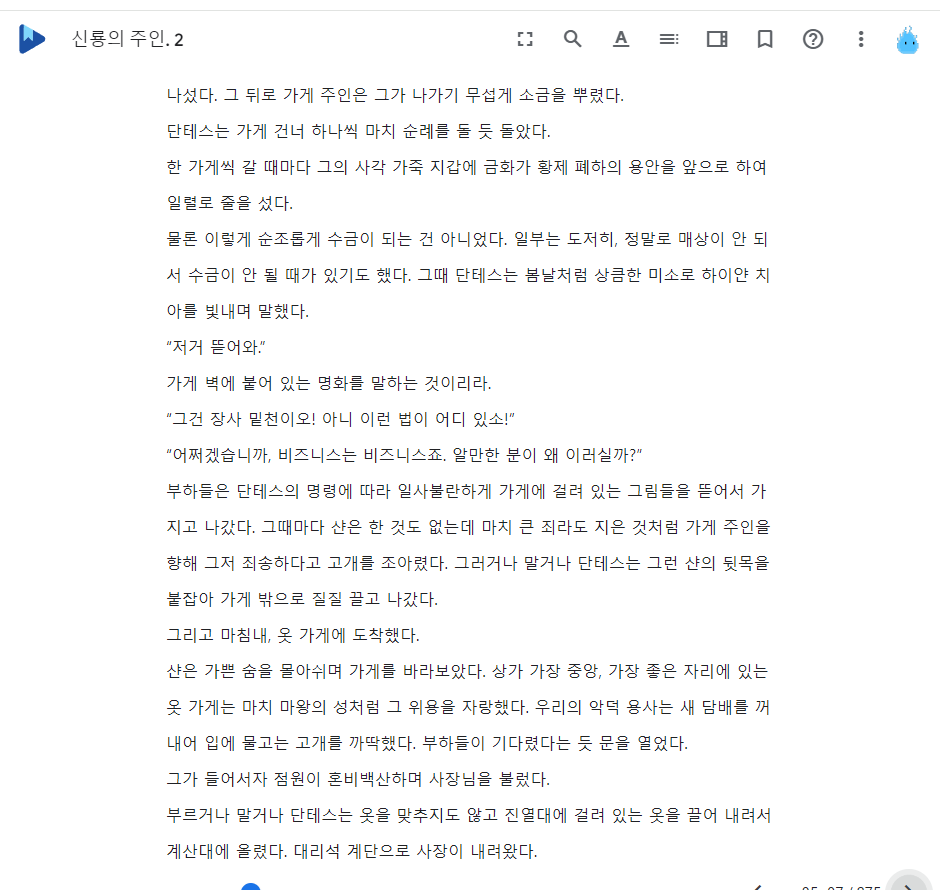 신룡의 주인. 2
나섰다. 그 뒤로 가게 주인은 그가 나가기 무섭게 소금을 뿌렸다.
단테스는 가게 건너 하나씩 마치 순례를 돌 듯 돌았다.
한 가게씩 갈 때마다 그의 사각 가죽 지갑에 금화가 황제 폐하의 용안을 앞으로 하여
일렬로 줄을 섰다.
물론 이렇게 순조롭게 수금이 되는 건 아니었다. 일부는 도저히, 정말로 매상이 안 되
서 수금이 안 될 때가 있기도 했다. 그때 단테스는 봄날처럼 상큼한 미소로 하이얀 치
아를 빛내며 말했다.
“저거 뜯어와.”
가게 벽에 붙어 있는 명화를 말하는 것이리라.
“그건 장사 밑천이오! 아니 이런 법이 어디 있소!”
“어쩌겠습니까, 비즈니스는 비즈니스죠. 알만한 분이 왜 이러실까?”
부하들은 단테스의 명령에 따라 일사불란하게 가게에 걸려 있는 그림들을 뜯어서 가
지고 나갔다. 그때마다 샨은 한 것도 없는데 마치 큰 죄라도 지은 것처럼 가게 주인을
향해 그저 죄송하다고 고개를 조아렸다. 그러거나 말거나 단테스는 그런 샨의 뒷목을
붙잡아 가게 밖으로 질질 끌고 나갔다.
그리고 마침내, 옷 가게에 도착했다.
샨은 가쁜 숨을 몰아쉬며 가게를 바라보았다. 상가 가장 중앙, 가장 좋은 자리에 있는
옷 가게는 마치 마왕의 성처럼 그 위용을 자랑했다. 우리의 악덕 용사는 새 담배를 꺼
내어 입에 물고는 고개를 까딱했다. 부하들이 기다렸다는 듯 문을 열었다.
그가 들어서자 점원이 혼비백산하며 사장님을 불렀다.
부르거나 말거나 단테스는 옷을 맞추지도 않고 진열대에 걸려 있는 옷을 끌어 내려서
계산대에 올렸다. 대리석 계단으로 사장이 내려왔다.